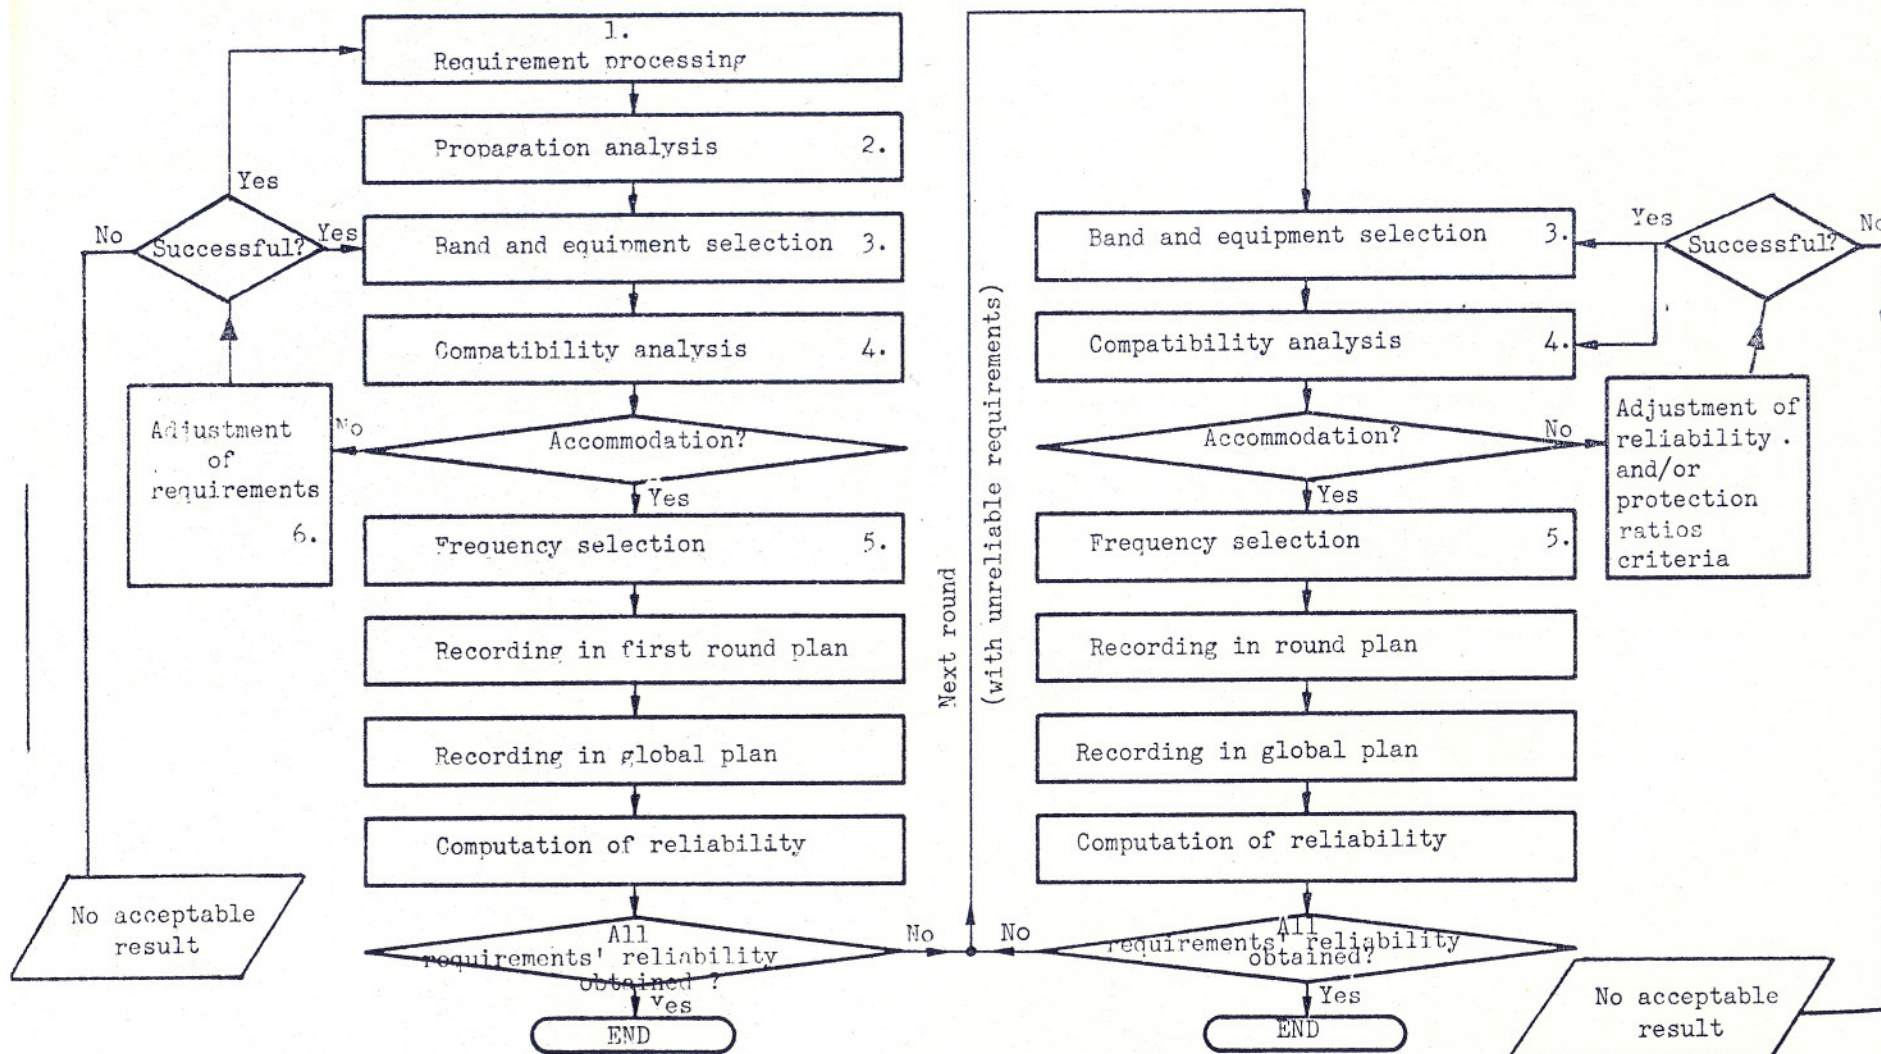 1.
Requirement processing
Propagation analysis 2.
Yes
No
Successful?
Yes
Band and equipment selection 3.
Compatibility analysis 4.
Adjustment
of
requirements
6.
No
Accommodation?
Yes
Frequency selection 5.
Recording in first round plan
Recording in global plan
Computation of reliability
No acceptable
result
All
requirements' reliability
obtained ?
No
Yes
END
Next round
(with unreliable requirements)
Band and equipment selection 3.
Yes
Successful?
No
Compatibility analysis 4.
Accommodation?
No
Adjustment of
reliability .
and/or
protection
ratios
criteria
Yes
Frequency selection 5.
Recording in round plan
Recording in global plan
Computation of reliability
No
All
requirements' reliability
obtained?
Yes
END
No acceptable
result